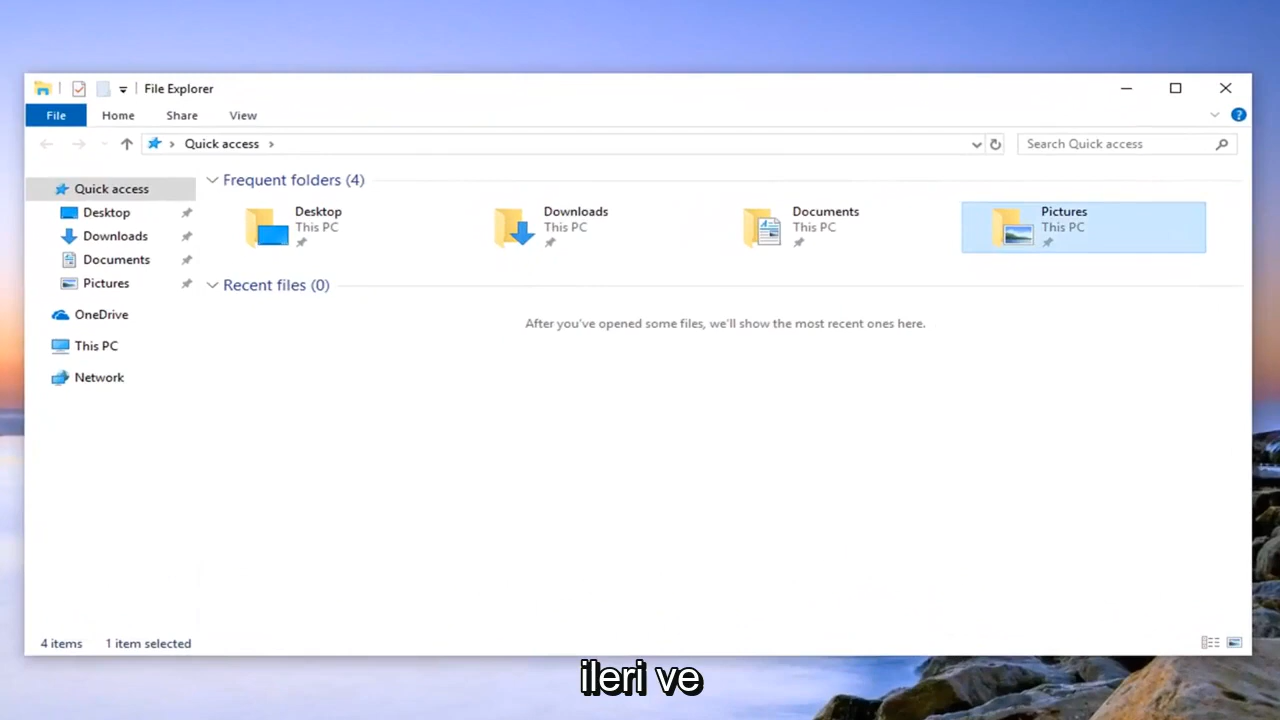 File Explorer
File Home Share View
Quick access
Search Quick access
Quick access
Desktop
Downloads
Documents
Pictures
OneDrive
This PC
Network
Frequent folders (4)
Desktop
This PC
Downloads
This PC
Documents
This PC
Pictures
This PC
Recent files (0)
After you've opened some files, we'll show the most recent ones here.
4 items 1 item selected
ileri ve